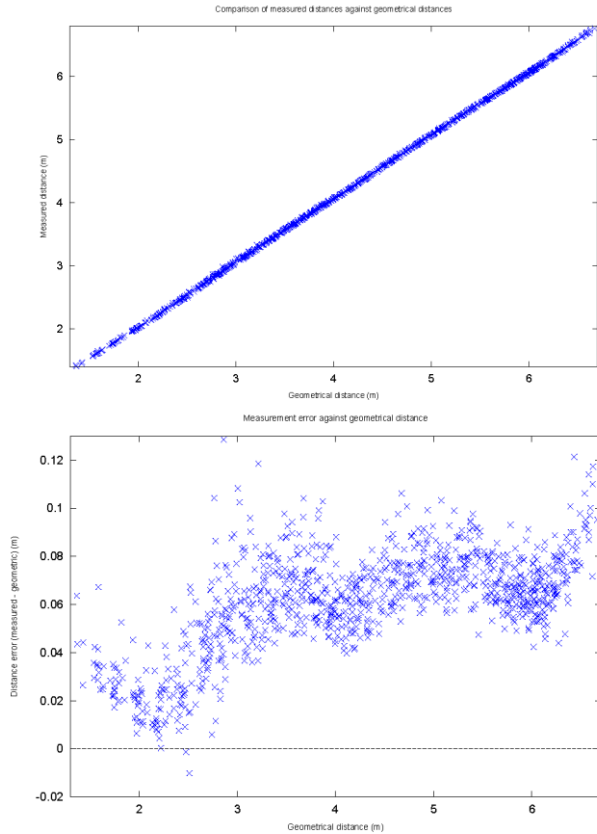 Comparison of measured distances against geometrical distances
6
5
4
3
2
Measured distance (m)
2 3 4 5 6
Geometrical distance (m)
Measurement error against geometrical distance
0.12
0.1
0.08
0.06
0.04
0.02
0
-0.02
Distance error (measured - geometric) (m)
2 3 4 5 6
Geometrical distance (m)